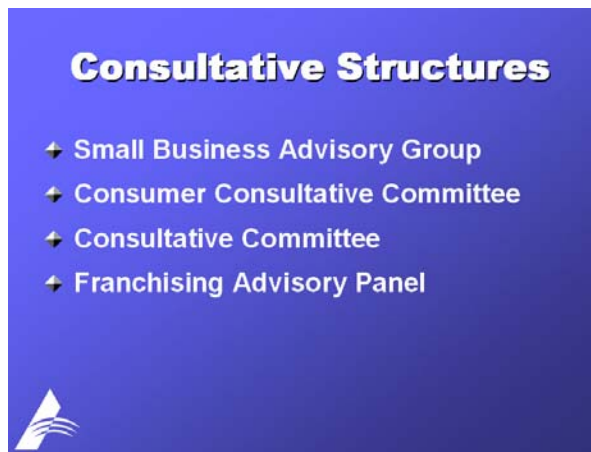 Consultative Structures
Small Business Advisory Group
Consumer Consultative Committee
Consultative Committee
Franchising Advisory Panel